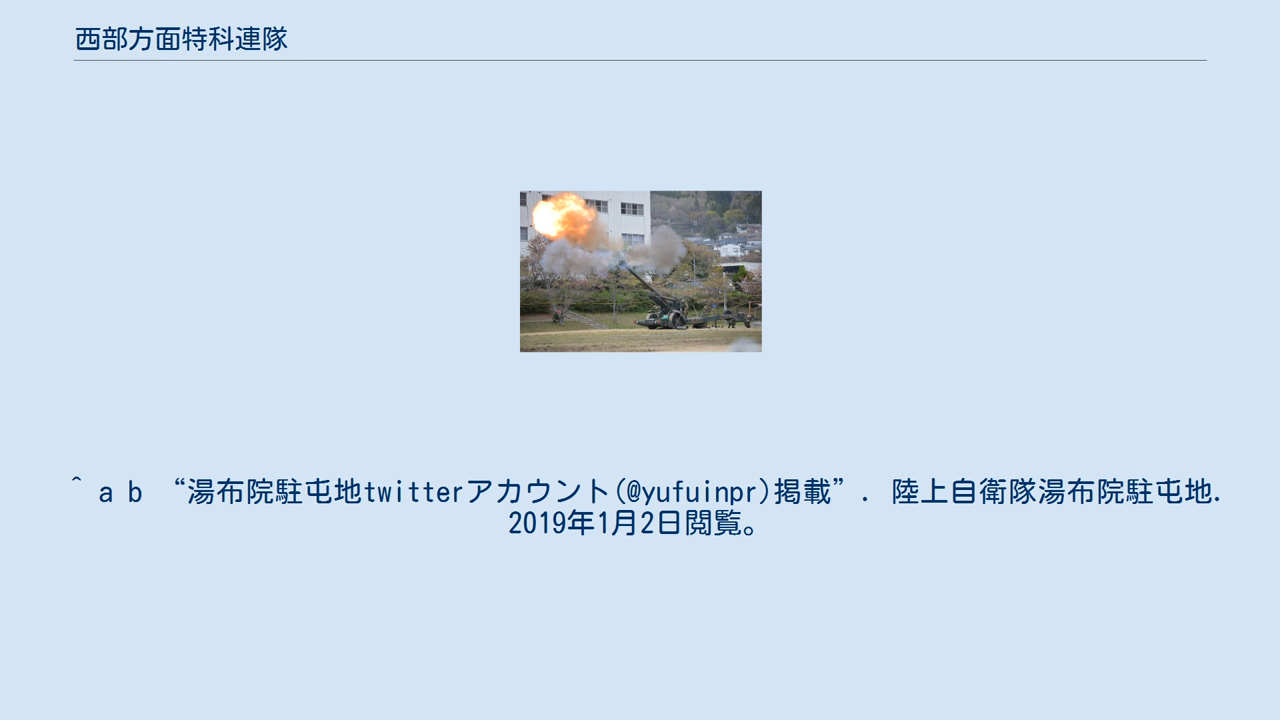 西部方面特科連隊
^ a b “湯布院駐屯地twitterアカウント(@yufuinpr)掲載”. 陸上自衛隊湯布院駐屯地.
2019年1月2日閲覧。